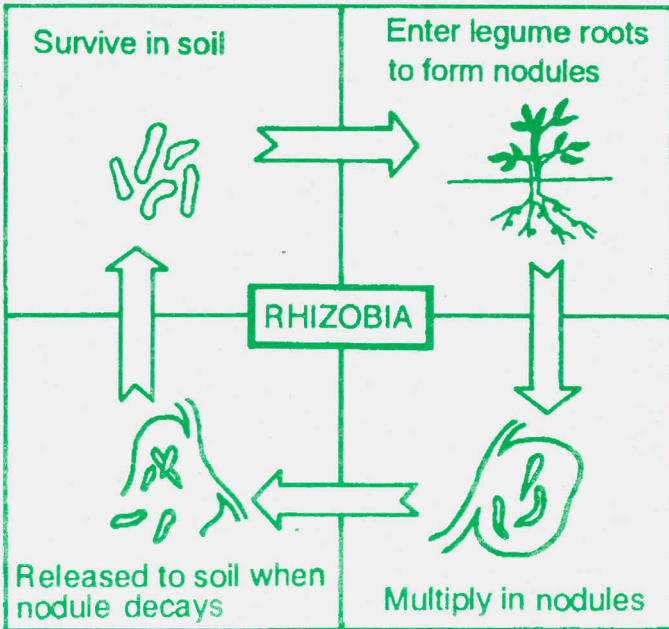 Survive in soil
Enter legume roots
to form nodules
RHIZOBIA
Released to soil when
nodule decays
Multiply in nodules